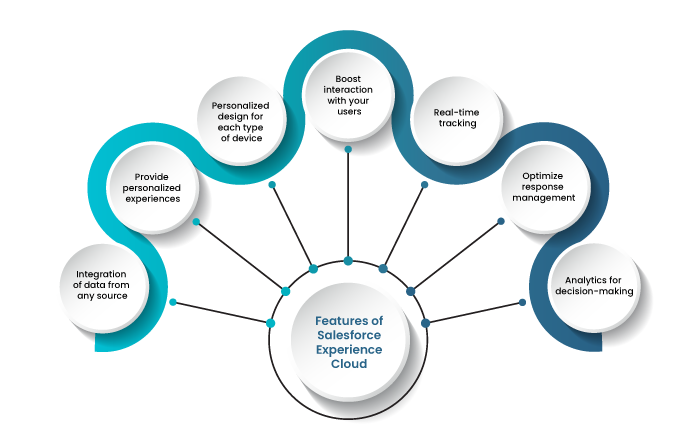 Boost
interaction
with your
users
Personalized
design for
each type
of device
Real-time
tracking
Provide
personalized
experiences
Optimize
response
management
Integration
of data from
any source
Analytics for
decision-making
Features of
Salesforce
Experience
Cloud